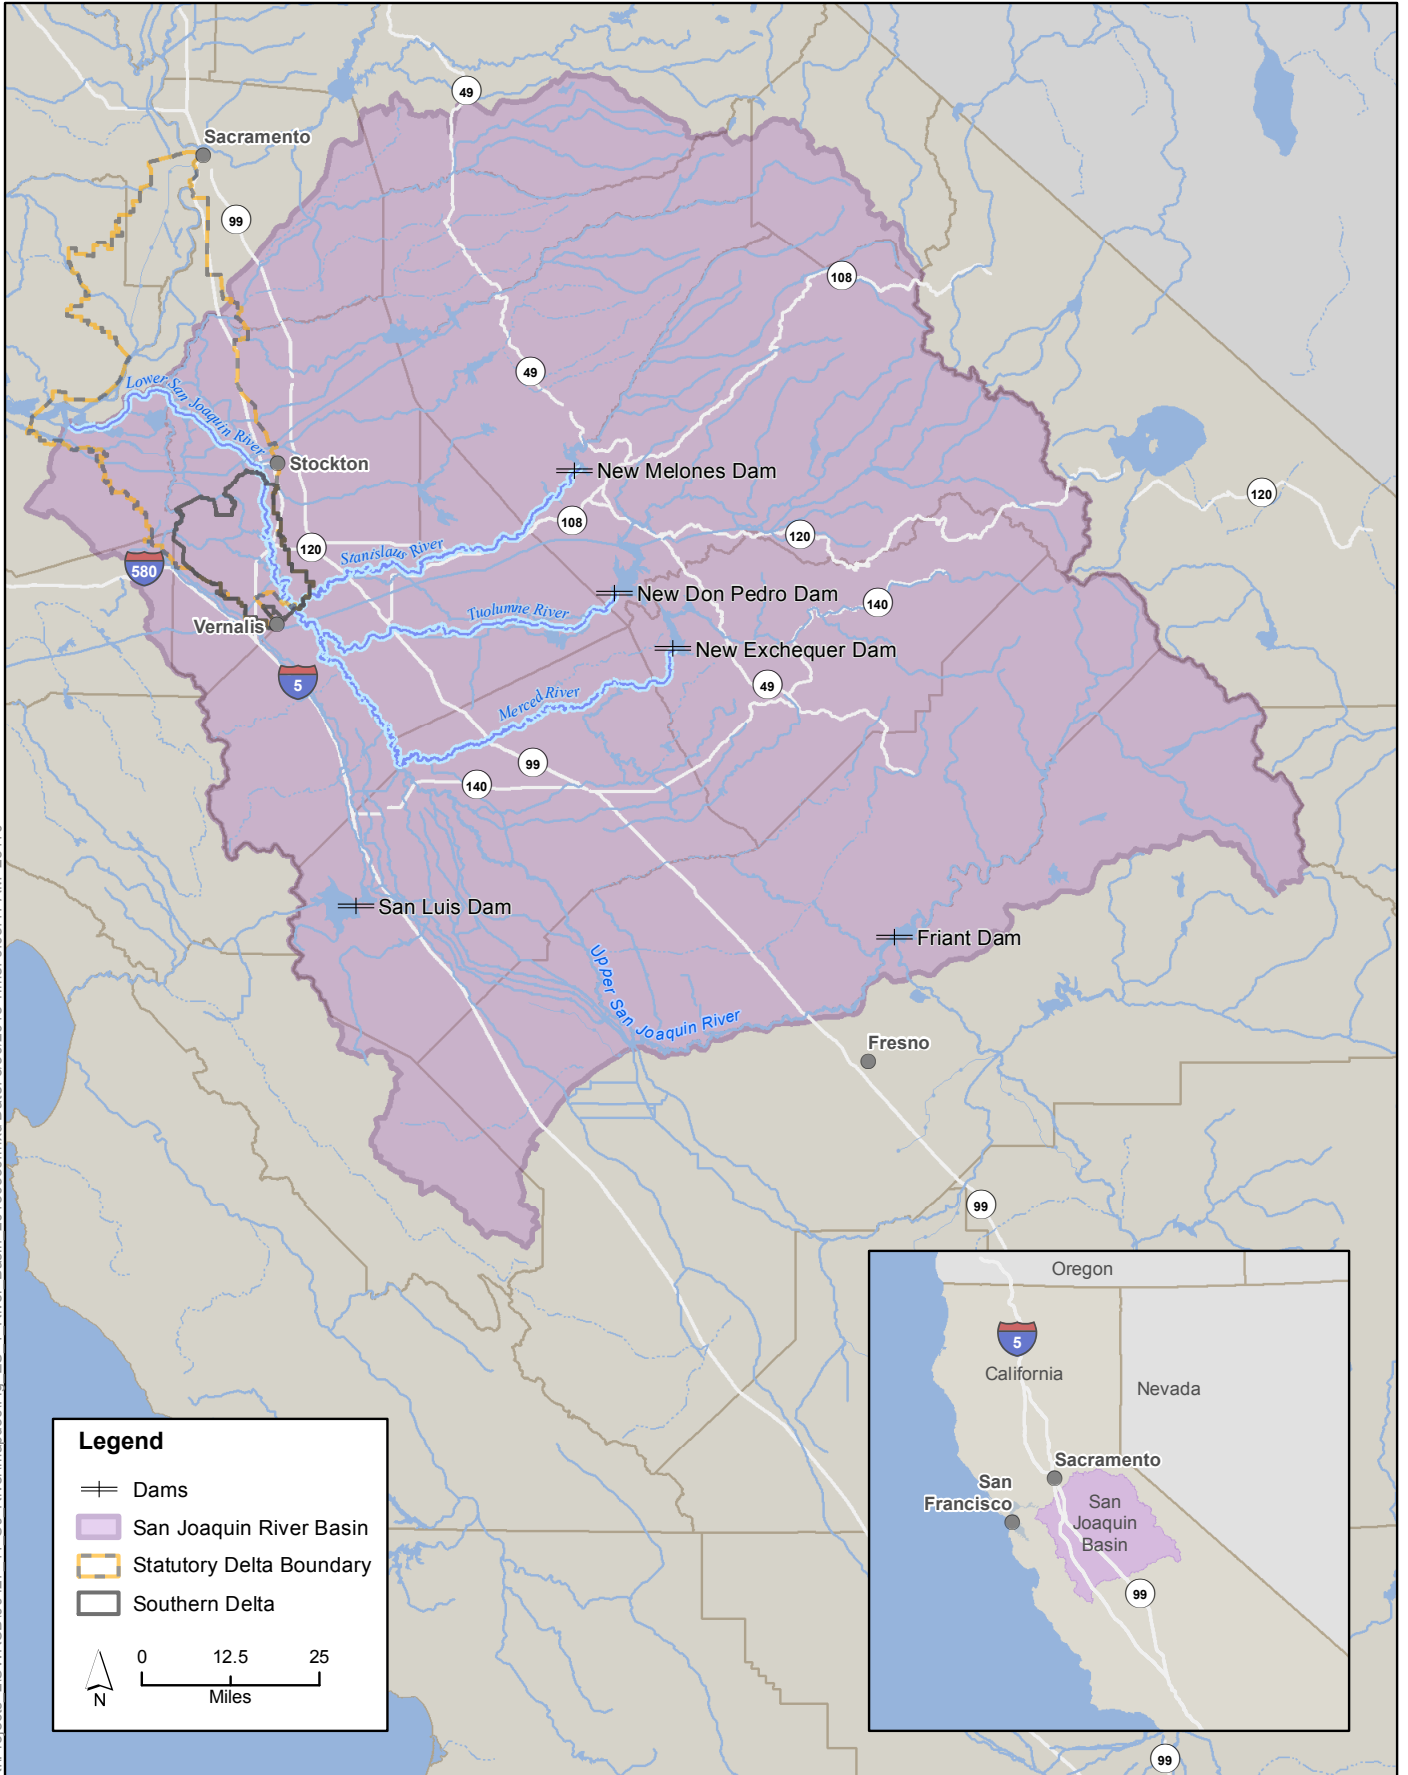 49
Sacramento
99
108
49
Lower San Joaquin River
Stockton
New Melones Dam
120
108
120
120
Stanislaus River
580
New Don Pedro Dam
140
Tuolumne River
Vernalis
New Exchequer Dam
5
49
Merced River
99
140
San Luis Dam
Friant Dam
Upper San Joaquin River
Fresno
99
Oregon
5
California
Nevada
Sacramento
San
Francisco
San
Joaquin
Basin
99
Legend
Dams
San Joaquin River Basin
Statutory Delta Boundary
Southern Delta
0 12.5 25
Miles
N
99